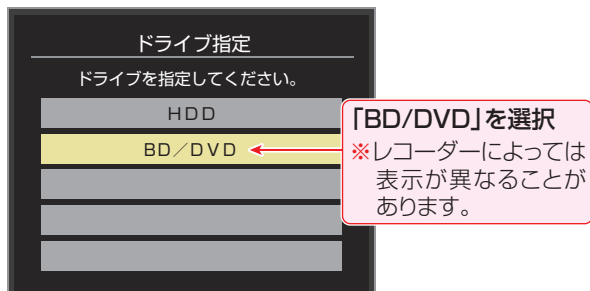 ドライブ指定
ドライブを指定してください。
HDD
BD／DVD
「BD/DVD」を選択
※レコーダーによっては
表示が異なることが
あります。